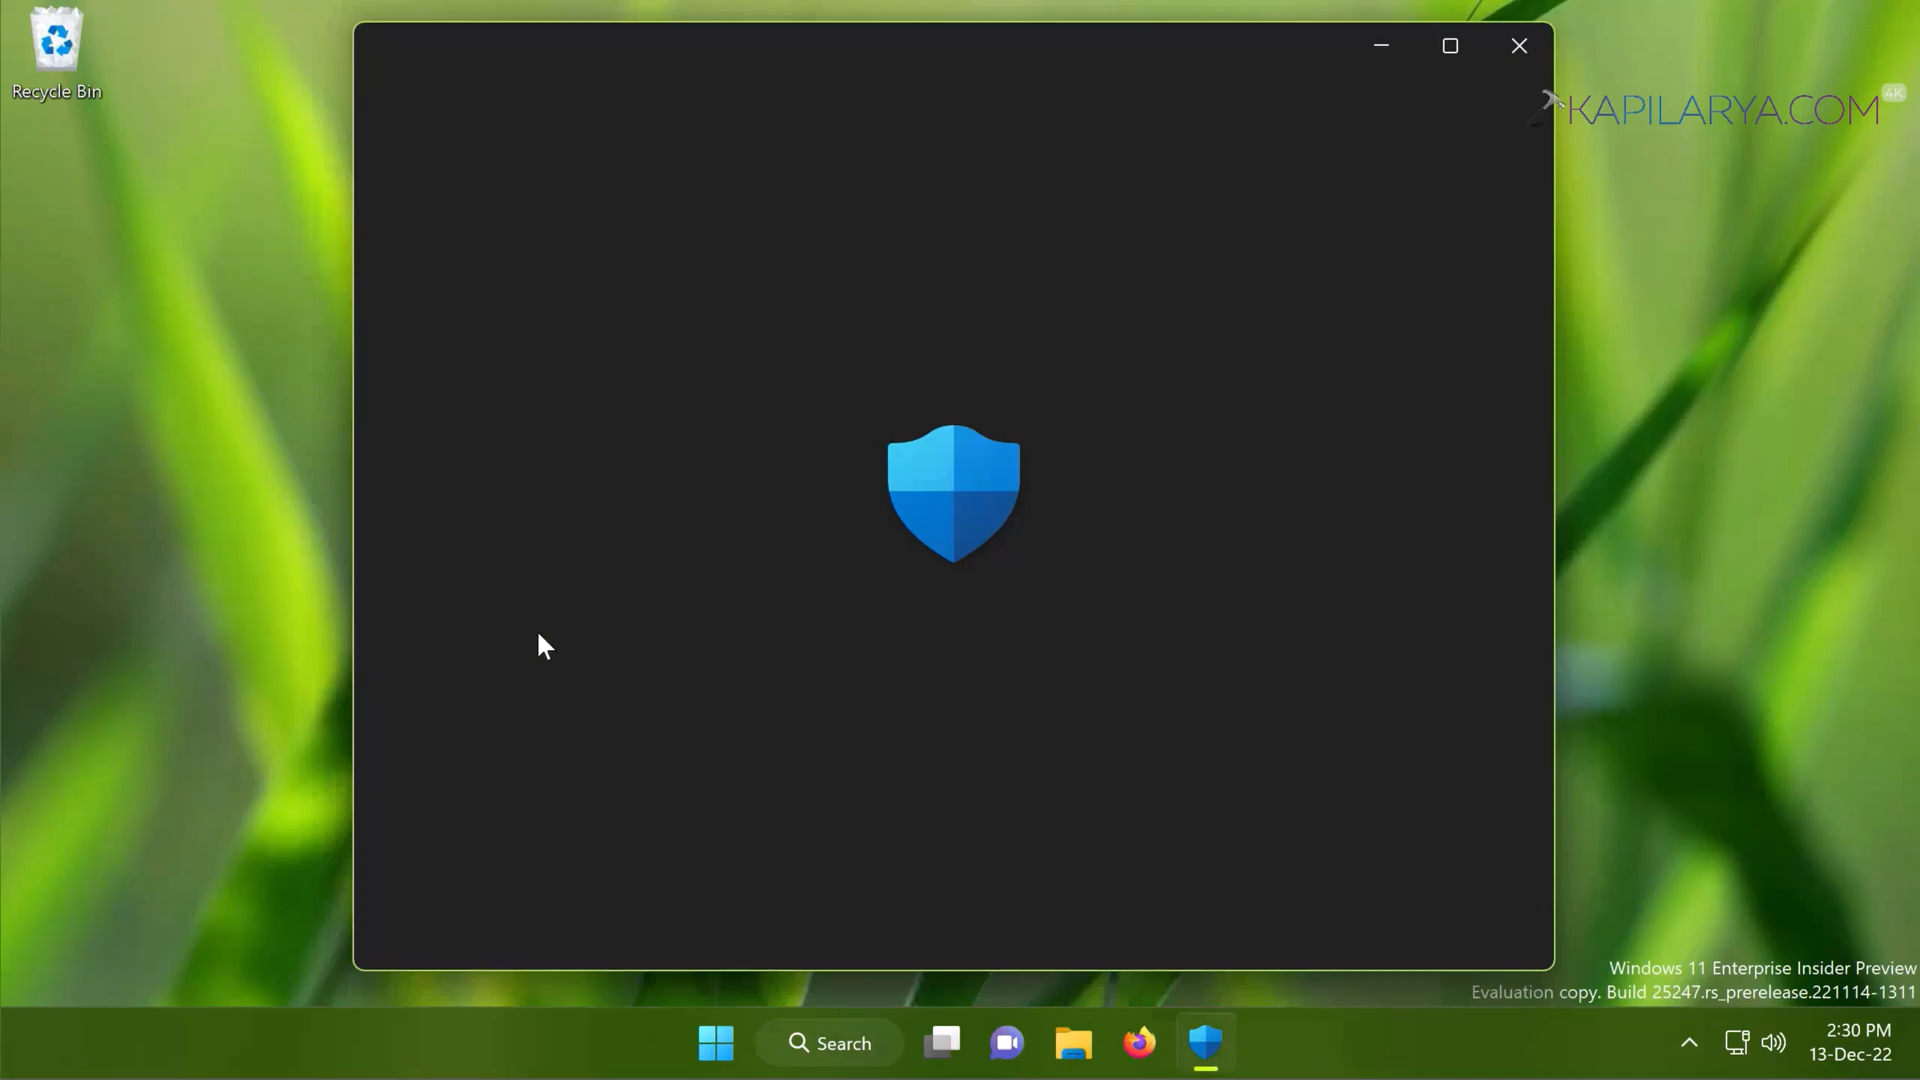 Recycle Bin
KAPILARYA.COM
4K
Windows 11 Enterprise Insider Preview
Evaluation copy. Build 25247.rs_prerelease.221114-1311
Search
2:30 PM
13-Dec-22